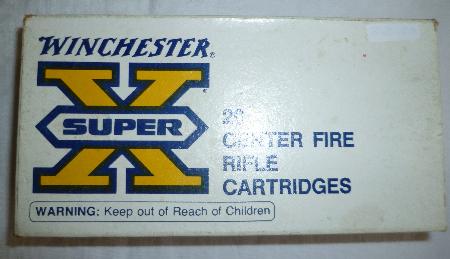 WINCHESTER®
SUPER X
20
CENTER FIRE
RIFLE
CARTRIDGES
WARNING: Keep out of Reach of Children